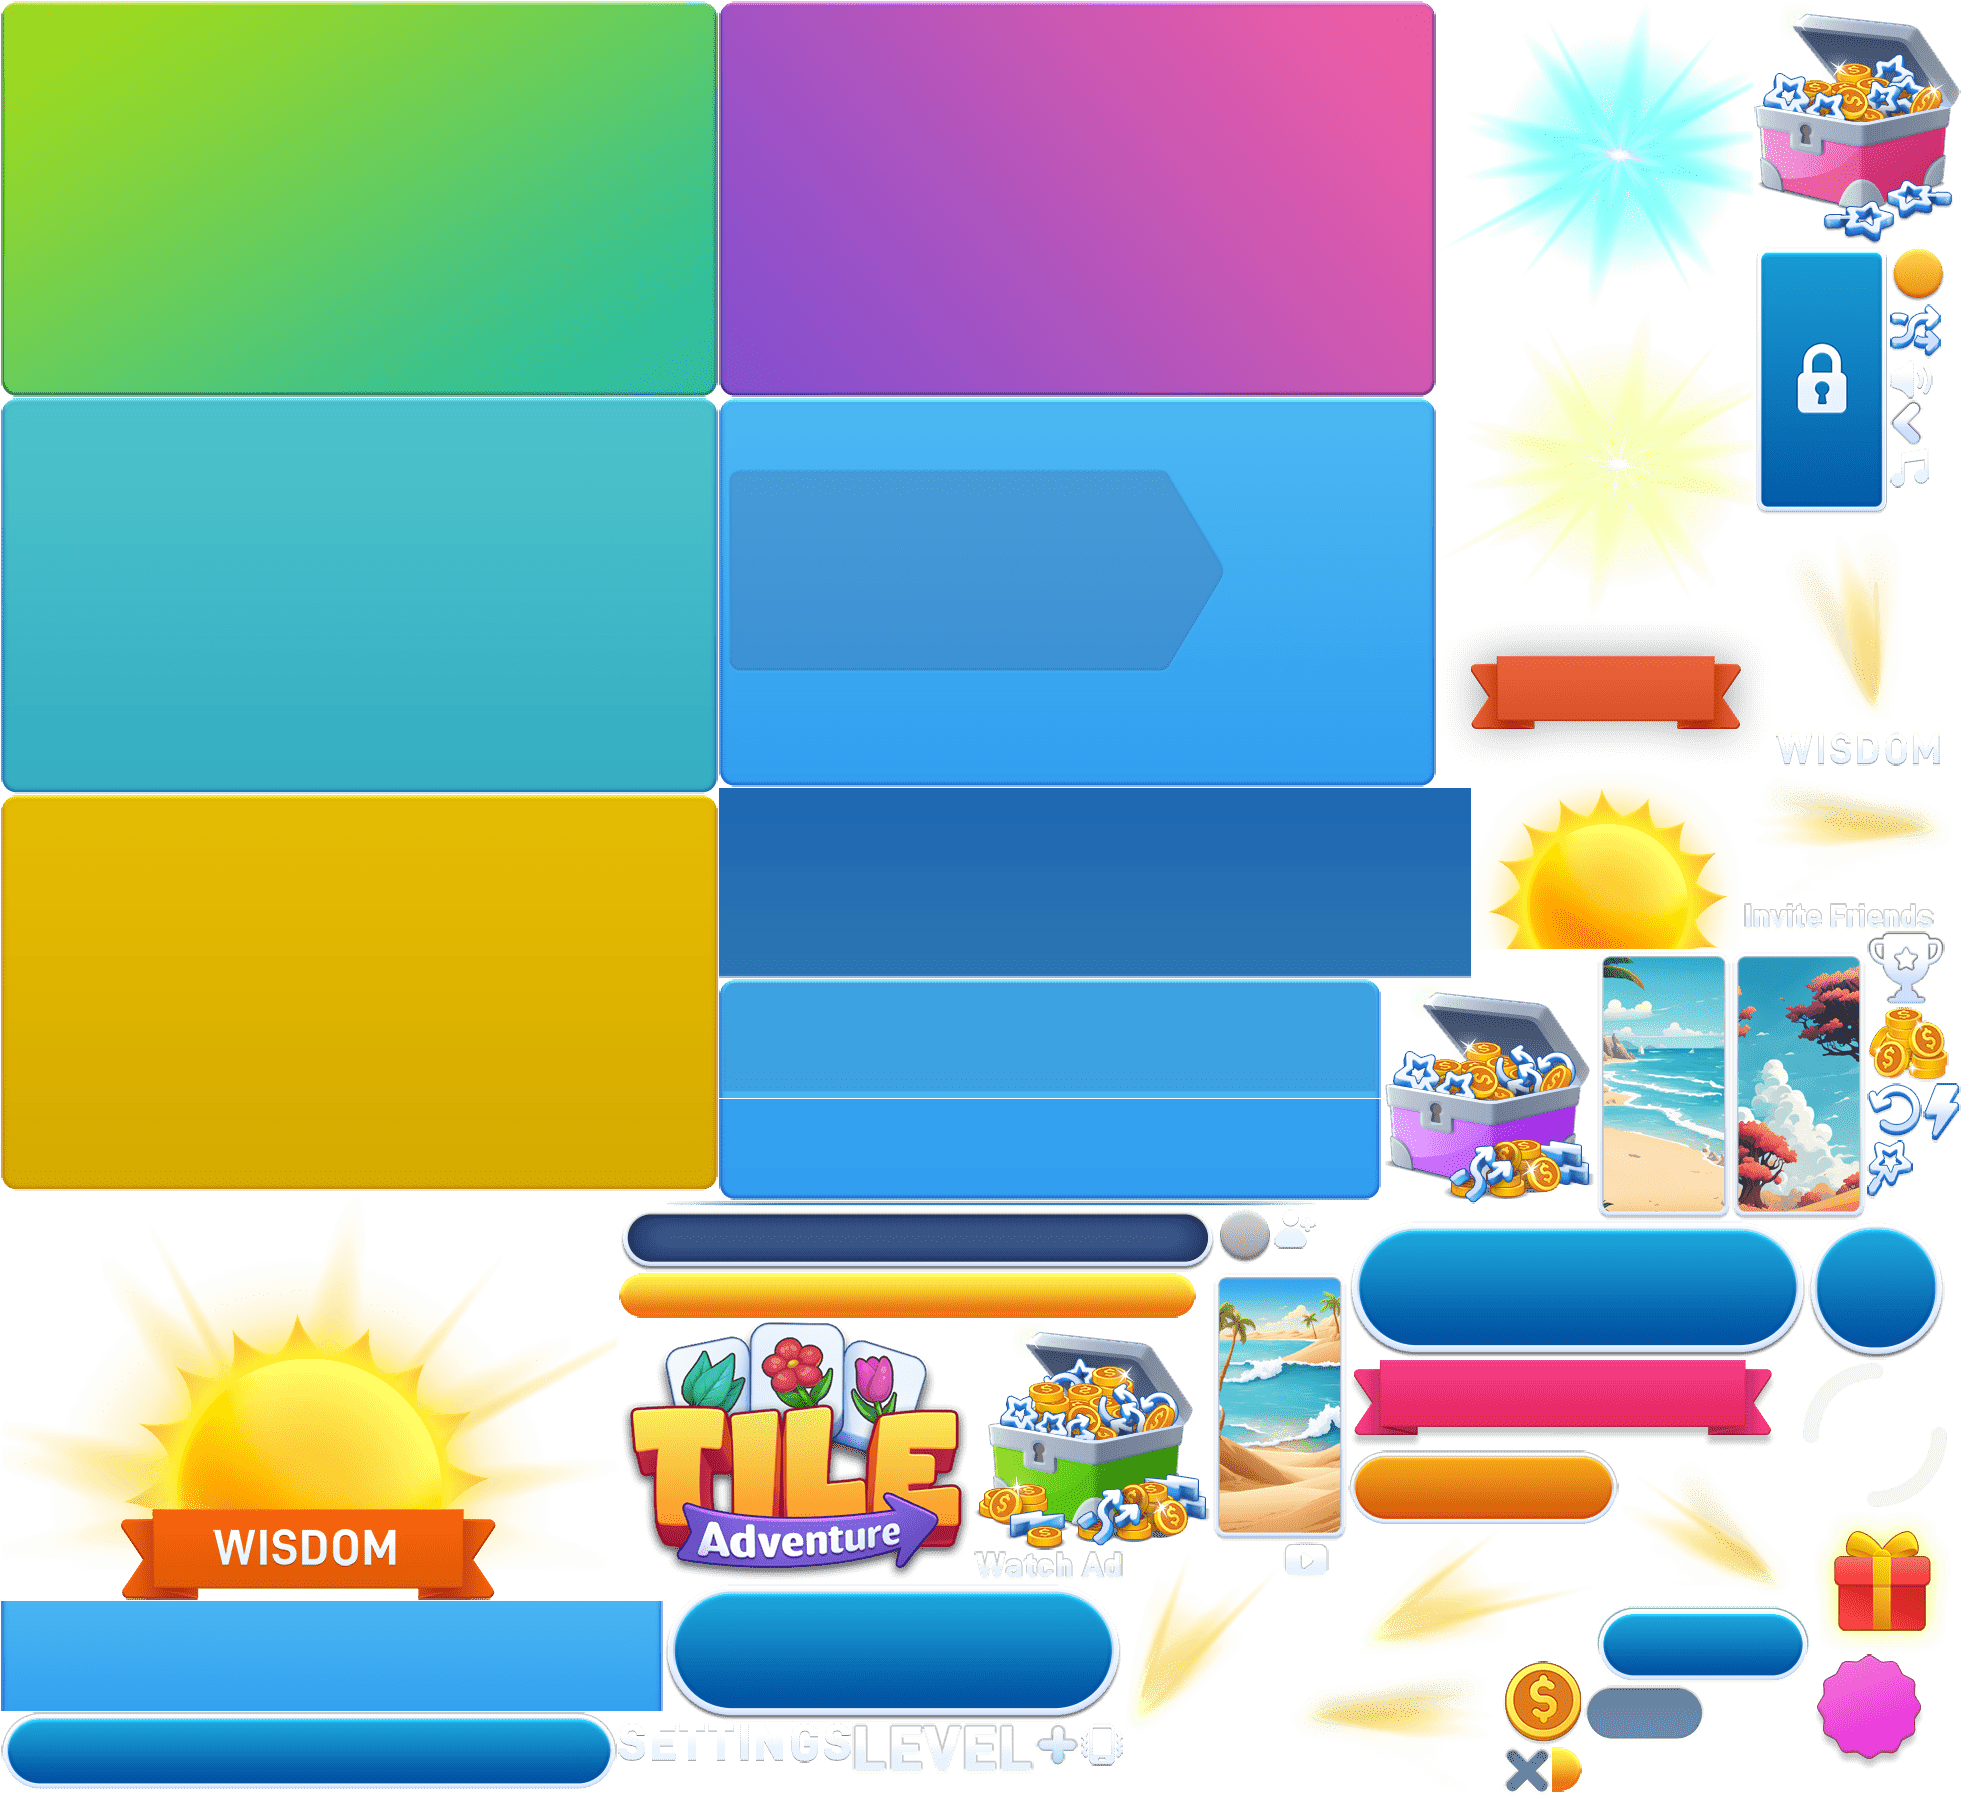 WISDOM
Invite Friends
TILE
Adventure
WISDOM
Watch Ad
SETTINGS
LEVEL